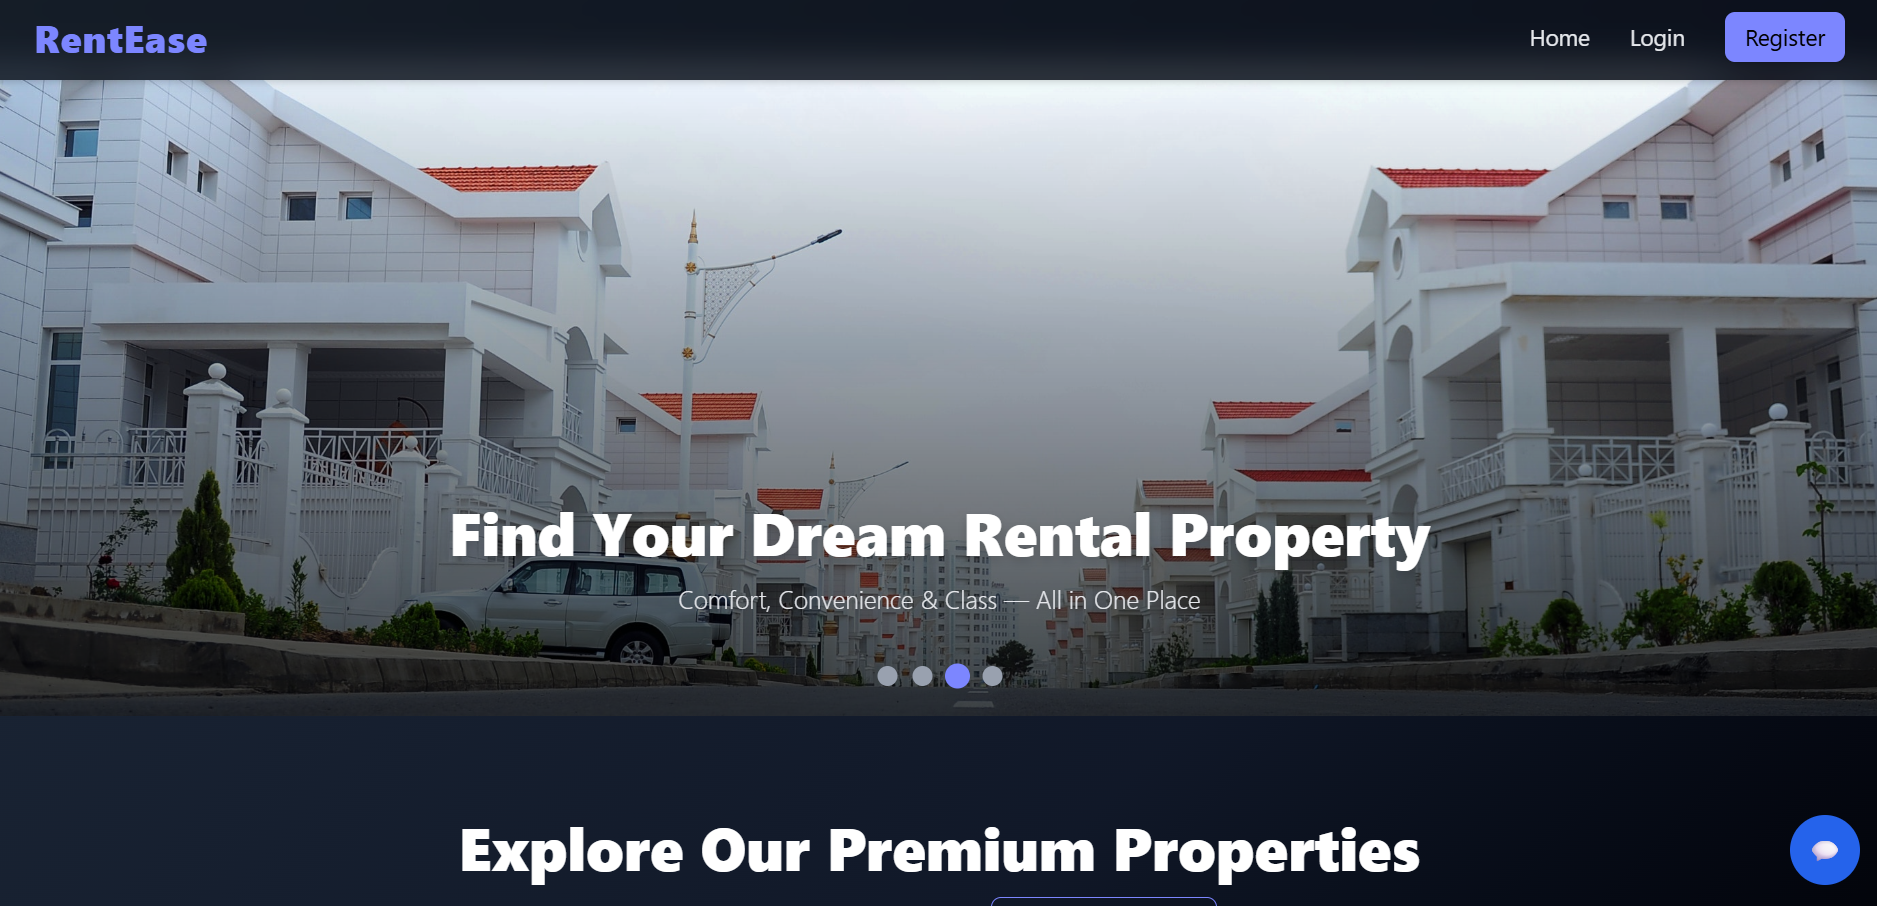 RentEase
Home Login Register
Find Your Dream Rental Property
Comfort, Convenience & Class — All in One Place
Explore Our Premium Properties